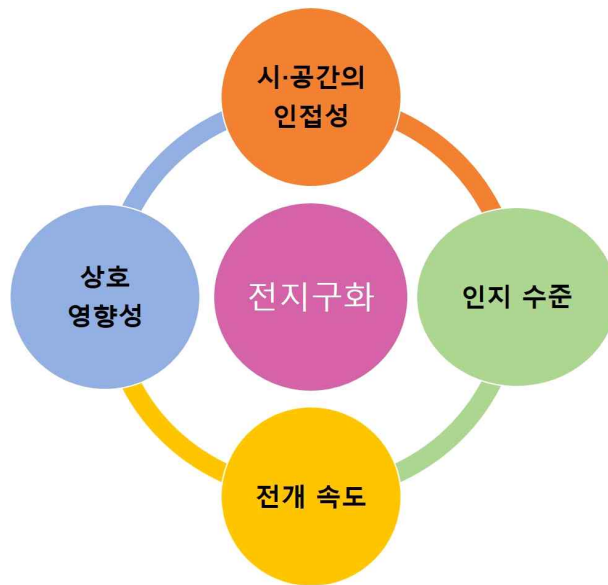 시·공간의
인접성
상호
영향성
전지구화
인지 수준
전개 속도